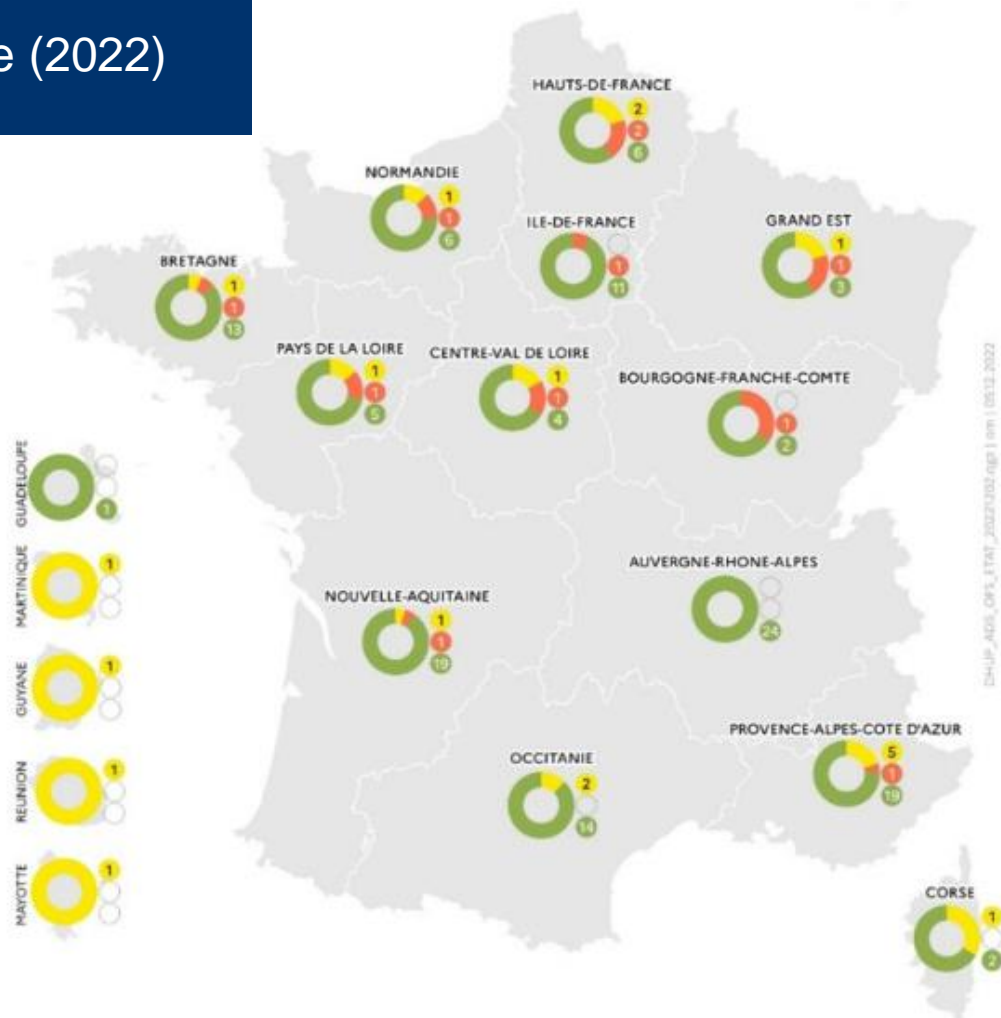 e (2022)
HAUTS-DE-FRANCE
2
2
6
NORMANDIE
1
1
6
ILE-DE-FRANCE
1
11
GRAND EST
1
1
3
BRETAGNE
1
1
13
PAYS DE LA LOIRE
1
1
5
CENTRE-VAL DE LOIRE
1
1
4
BOURGOGNE-FRANCHE-COMTE
1
2
GUADELOUPE
1
MARTINIQUE
1
GUYANE
1
REUNION
1
MAYOTTE
1
NOUVELLE-AQUITAINE
1
1
19
AUVERGNE-RHONE-ALPES
24
OCCITANIE
2
14
PROVENCE-ALPES-COTE D'AZUR
5
1
19
CORSE
1
2